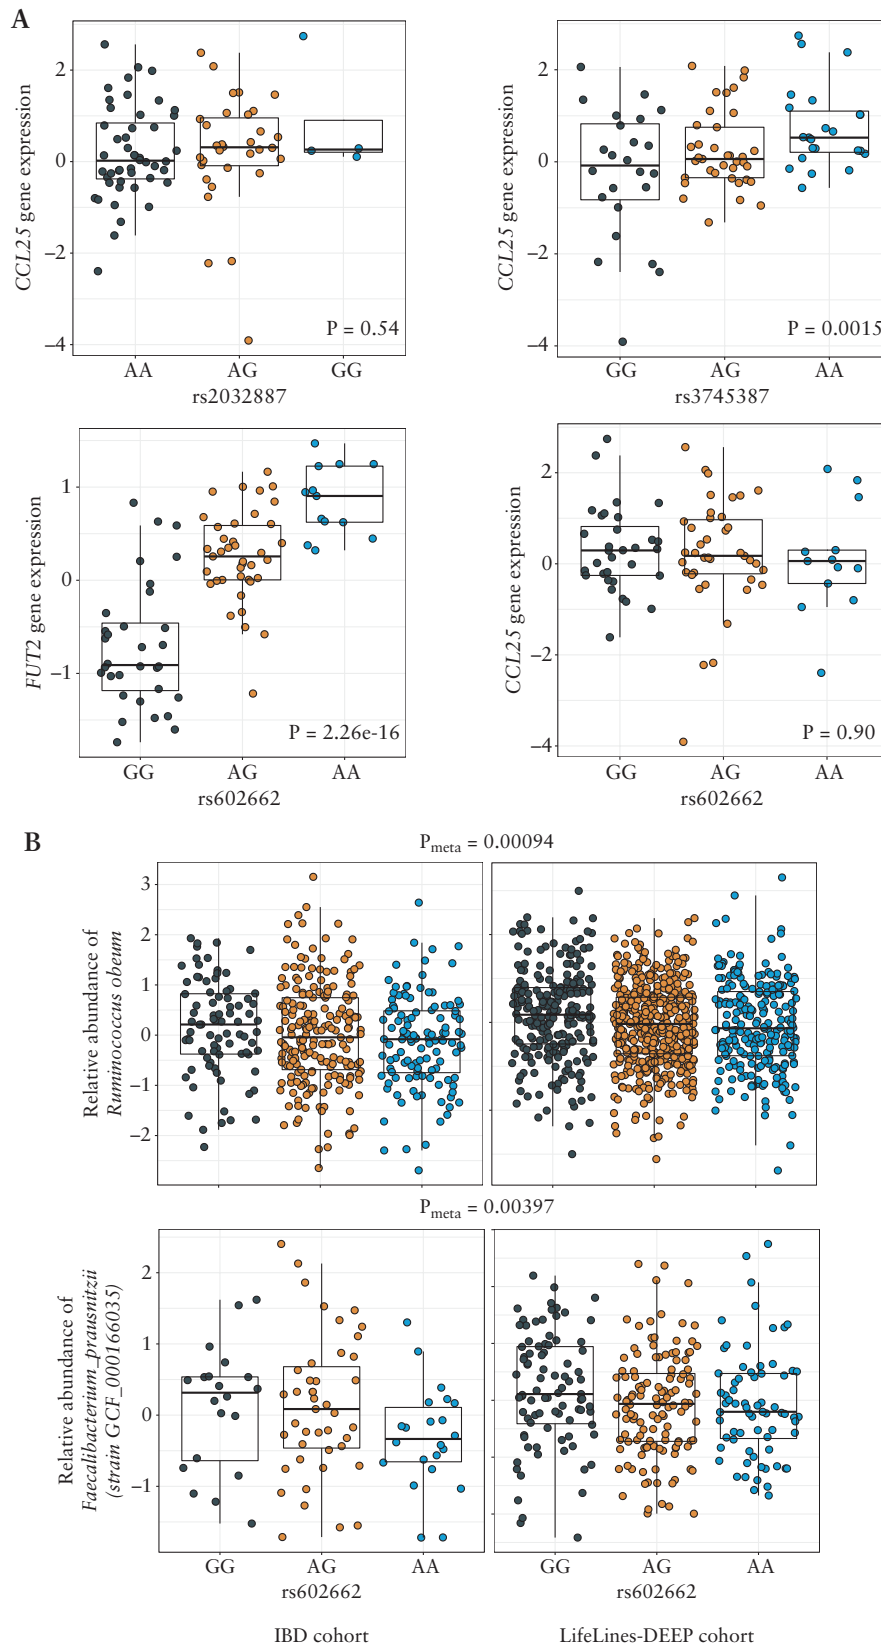 A
CCL25 gene expression
2
0
−2
−4
P = 0.54
AA AG GG
rs2032887
CCL25 gene expression
2
0
−2
−4
P = 0.0015
GG AG AA
rs3745387
FUT2 gene expression
1
0
−1
P = 2.26e-16
GG AG AA
rs602662
CCL25 gene expression
2
0
−2
−4
P = 0.90
GG AG AA
rs602662
B
Pmeta = 0.00094
Relative abundance of
Ruminococcus obeum
3
2
1
0
−1
−2
Pmeta = 0.00397
Relative abundance of
Faecalibacterium_prausnitzii
(strain GCF_000166035)
2
1
0
−1
GG AG AA GG AG AA
rs602662 rs602662
IBD cohort LifeLines-DEEP cohort